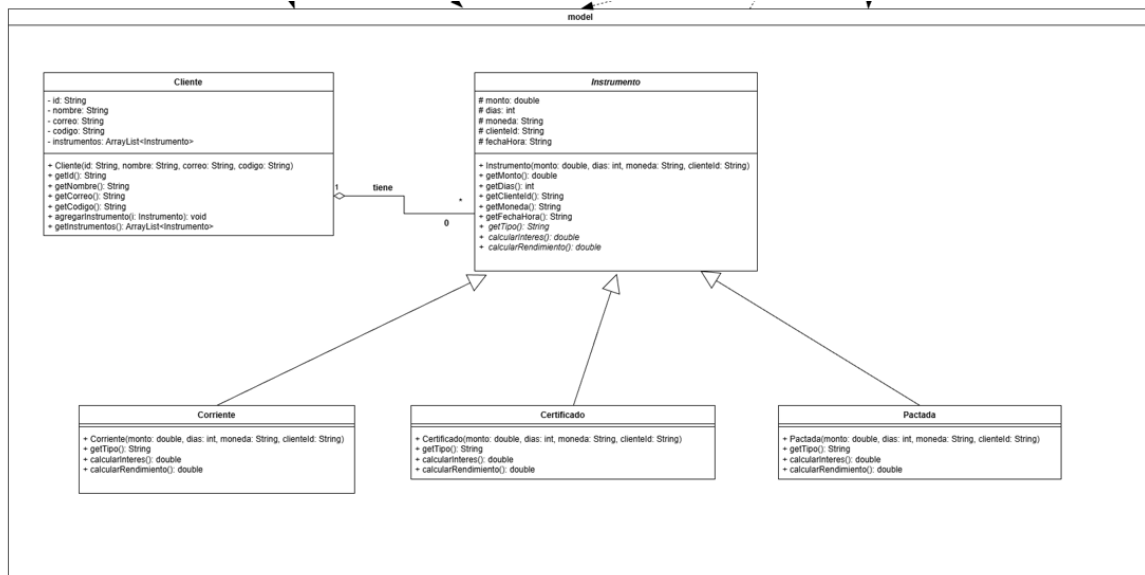 model
Cliente
- id: String
- nombre: String
- correo: String
- codigo: String
- instrumentos: ArrayList<Instrumento>
+ Cliente(id: String, nombre: String, correo: String, codigo: String)
+ getId(): String
+ getNombre(): String
+ getCorreo(): String
+ getCodigo(): String
+ agregarInstrumento(i: Instrumento): void
+ getInstrumentos(): ArrayList<Instrumento>
1
tiene
*
0
Instrumento
# monto: double
# dias: int
# moneda: String
# clienteId: String
# fechaHora: String
+ Instrumento(monto: double, dias: int, moneda: String, clienteId: String)
+ getMonto(): double
+ getDias(): int
+ getClienteId(): String
+ getMoneda(): String
+ getFechaHora(): String
+ getTipo(): String
+ calcularInteres(): double
+ calcularRendimiento(): double
Corriente
+ Corriente(monto: double, dias: int, moneda: String, clienteId: String)
+ getTipo(): String
+ calcularInteres(): double
+ calcularRendimiento(): double
Certificado
+ Certificado(monto: double, dias: int, moneda: String, clienteId: String)
+ getTipo(): String
+ calcularInteres(): double
+ calcularRendimiento(): double
Pactada
+ Pactada(monto: double, dias: int, moneda: String, clienteId: String)
+ getTipo(): String
+ calcularInteres(): double
+ calcularRendimiento(): double